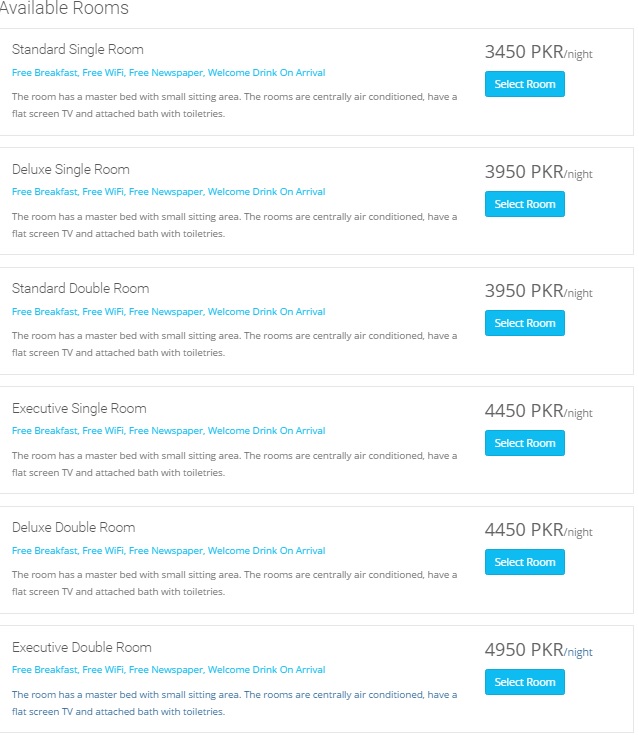 Available Rooms
Standard Single Room
3450 PKR/night
Free Breakfast, Free WiFi, Free Newspaper, Welcome Drink On Arrival
Select Room
The room has a master bed with small sitting area. The rooms are centrally air conditioned, have a
flat screen TV and attached bath with toiletries.
Deluxe Single Room
3950 PKR/night
Free Breakfast, Free WiFi, Free Newspaper, Welcome Drink On Arrival
Select Room
The room has a master bed with small sitting area. The rooms are centrally air conditioned, have a
flat screen TV and attached bath with toiletries.
Standard Double Room
3950 PKR/night
Free Breakfast, Free WiFi, Free Newspaper, Welcome Drink On Arrival
Select Room
The room has a master bed with small sitting area. The rooms are centrally air conditioned, have a
flat screen TV and attached bath with toiletries.
Executive Single Room
4450 PKR/night
Free Breakfast, Free WiFi, Free Newspaper, Welcome Drink On Arrival
Select Room
The room has a master bed with small sitting area. The rooms are centrally air conditioned, have a
flat screen TV and attached bath with toiletries.
Deluxe Double Room
4450 PKR/night
Free Breakfast, Free WiFi, Free Newspaper, Welcome Drink On Arrival
Select Room
The room has a master bed with small sitting area. The rooms are centrally air conditioned, have a
flat screen TV and attached bath with toiletries.
Executive Double Room
4950 PKR/night
Free Breakfast, Free WiFi, Free Newspaper, Welcome Drink On Arrival
Select Room
The room has a master bed with small sitting area. The rooms are centrally air conditioned, have a
flat screen TV and attached bath with toiletries.